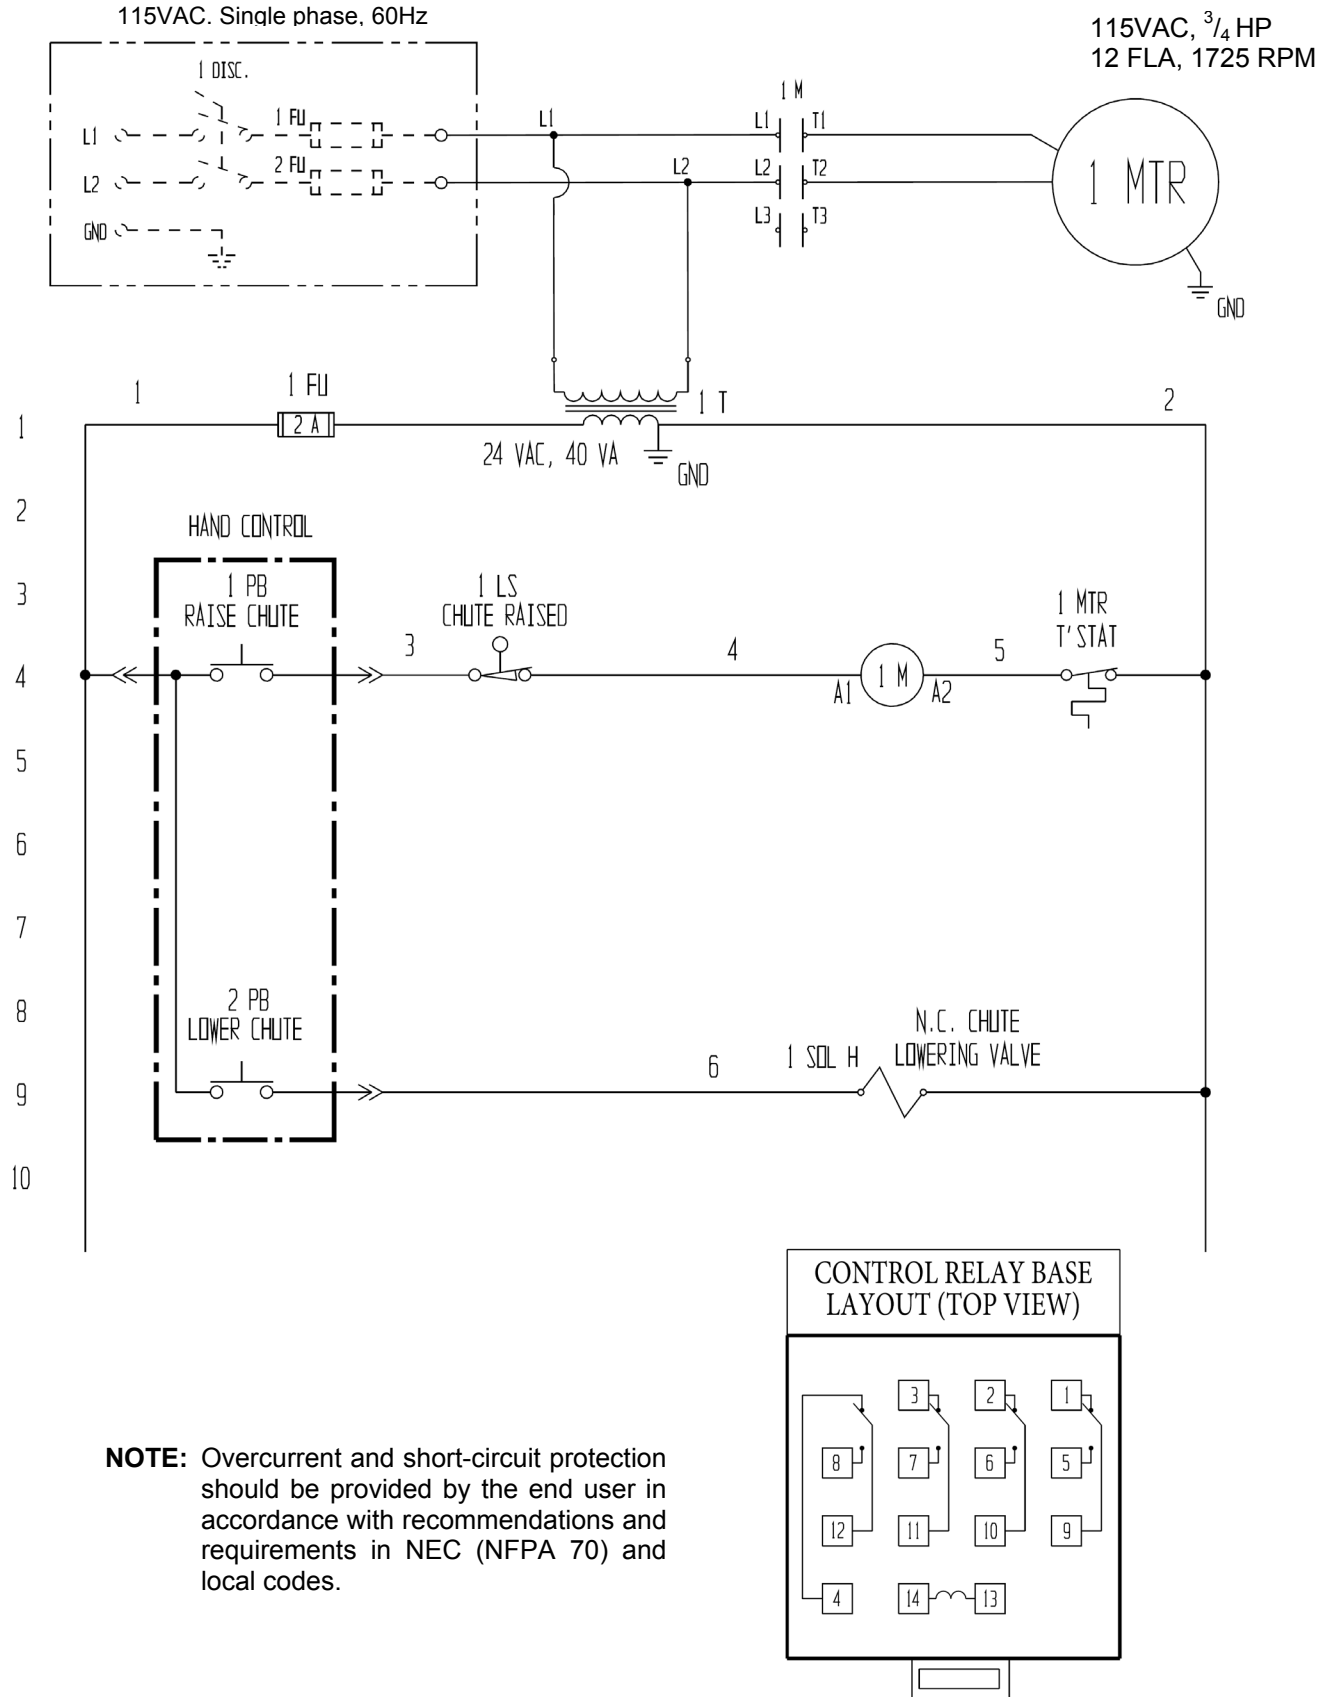 115VAC. Single phase, 60Hz
115VAC, 3/4 HP
12 FLA, 1725 RPM
1 DISC.
1 M
1 FU
L1
L1
L1
T1
2 FU
L2
L2
L2
T2
1 MTR
L3
T3
GND
GND
1
1 FU
1 T
2
1
2 A
24 VAC, 40 VA
GND
2
HAND CONTROL
3
1 PB
RAISE CHUTE
1 LS
CHUTE RAISED
1 MTR
T'STAT
3
4
5
4
A1
1 M
A2
5
6
7
8
2 PB
LOWER CHUTE
N.C. CHUTE
LOWERING VALVE
1 SOL H
6
9
10
CONTROL RELAY BASE
LAYOUT (TOP VIEW)
3
2
1
8
7
6
5
12
11
10
9
4
14
13
NOTE: Overcurrent and short-circuit protection
should be provided by the end user in
accordance with recommendations and
requirements in NEC (NFPA 70) and
local codes.